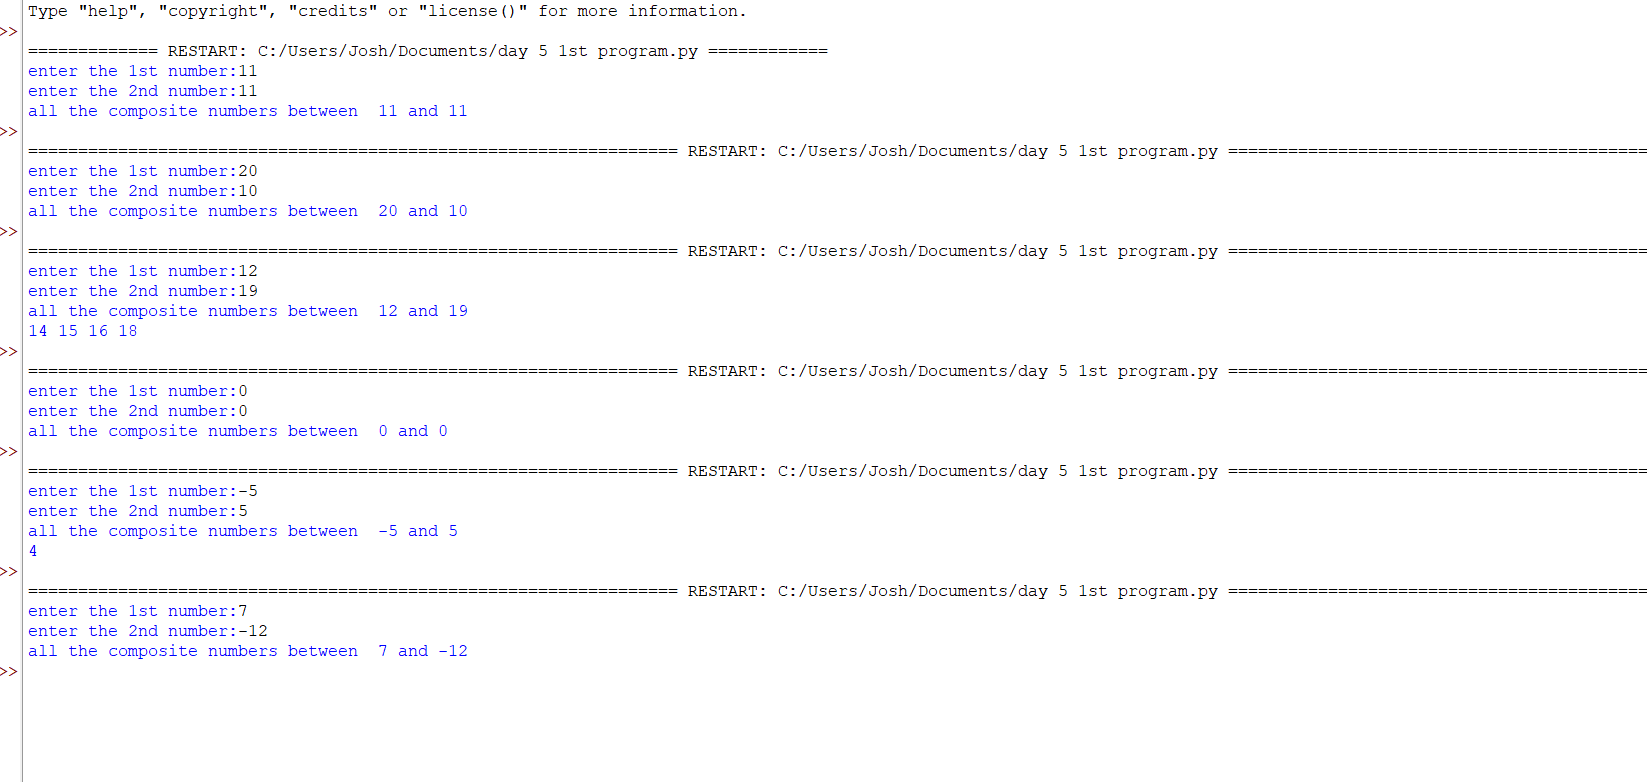 Type "help", "copyright", "credits" or "license()" for more information.
>>
============= RESTART: C:/Users/Josh/Documents/day 5 1st program.py ============
enter the 1st number:11
enter the 2nd number:11
all the composite numbers between  11 and 11
>>
================================================================= RESTART: C:/Users/Josh/Documents/day 5 1st program.py ==========================================
enter the 1st number:20
enter the 2nd number:10
all the composite numbers between  20 and 10
>>
================================================================= RESTART: C:/Users/Josh/Documents/day 5 1st program.py ==========================================
enter the 1st number:12
enter the 2nd number:19
all the composite numbers between  12 and 19
14 15 16 18
>>
================================================================= RESTART: C:/Users/Josh/Documents/day 5 1st program.py ==========================================
enter the 1st number:0
enter the 2nd number:0
all the composite numbers between  0 and 0
>>
================================================================= RESTART: C:/Users/Josh/Documents/day 5 1st program.py ==========================================
enter the 1st number:-5
enter the 2nd number:5
all the composite numbers between  -5 and 5
4
>>
================================================================= RESTART: C:/Users/Josh/Documents/day 5 1st program.py ==========================================
enter the 1st number:7
enter the 2nd number:-12
all the composite numbers between  7 and -12
>>